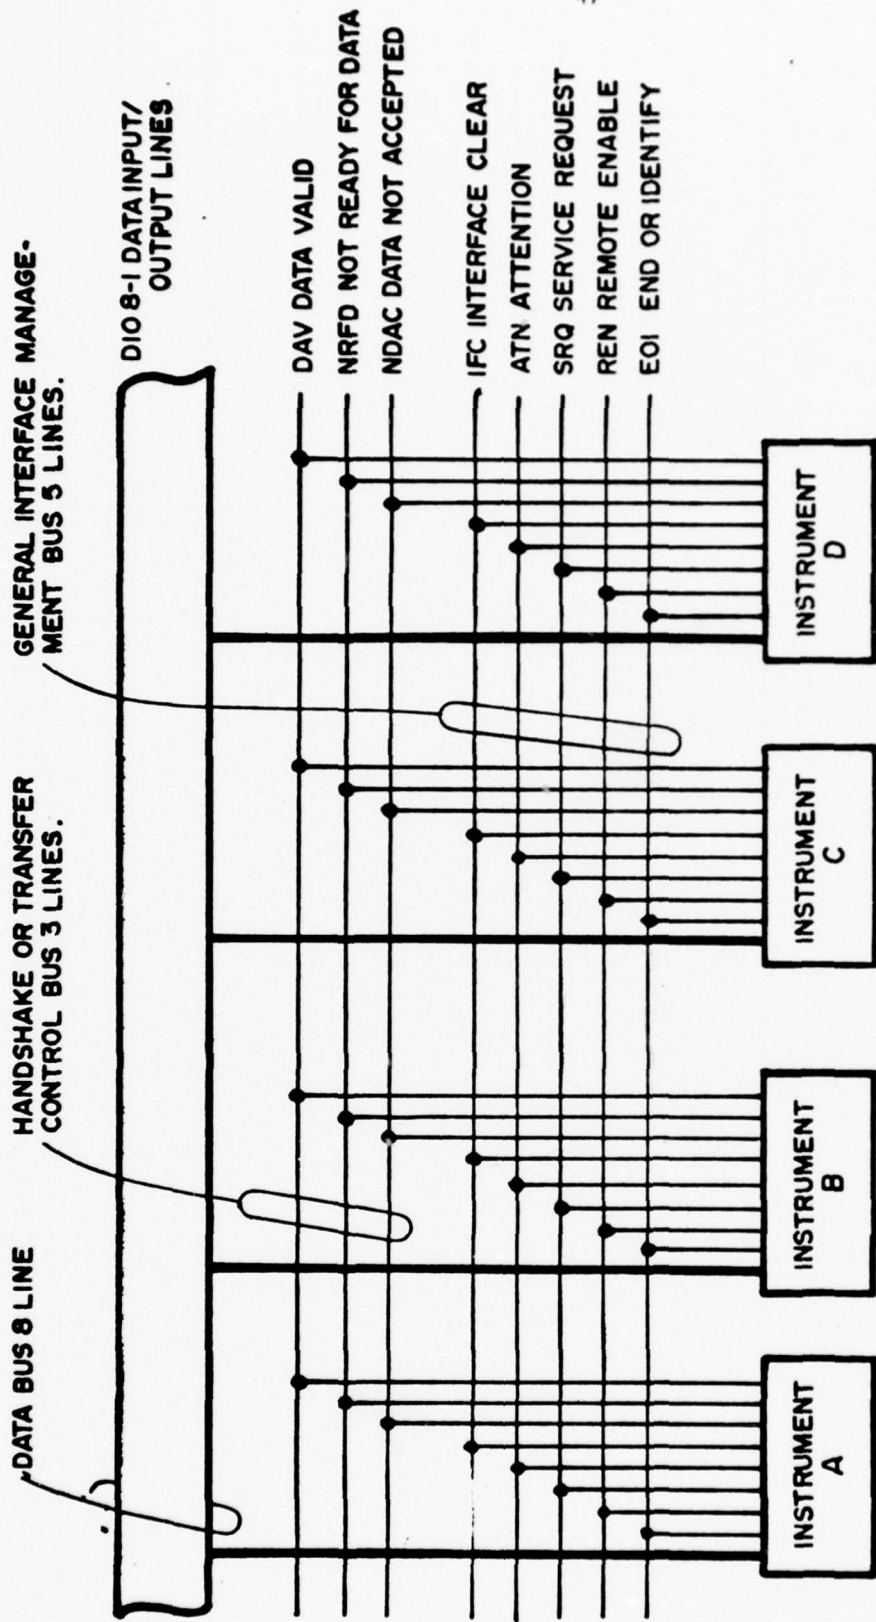 DATA BUS 8 LINE
HANDSHAKE OR TRANSFER
CONTROL BUS 3 LINES.
GENERAL INTERFACE MANAGE-
MENT BUS 5 LINES.
DIO 8-1 DATA INPUT/
OUTPUT LINES
DAV DATA VALID
NRFD NOT READY FOR DATA
NDAC DATA NOT ACCEPTED
IFC INTERFACE CLEAR
ATN ATTENTION
SRQ SERVICE REQUEST
REN REMOTE ENABLE
EOI END OR IDENTIFY
INSTRUMENT
A
INSTRUMENT
B
INSTRUMENT
C
INSTRUMENT
D